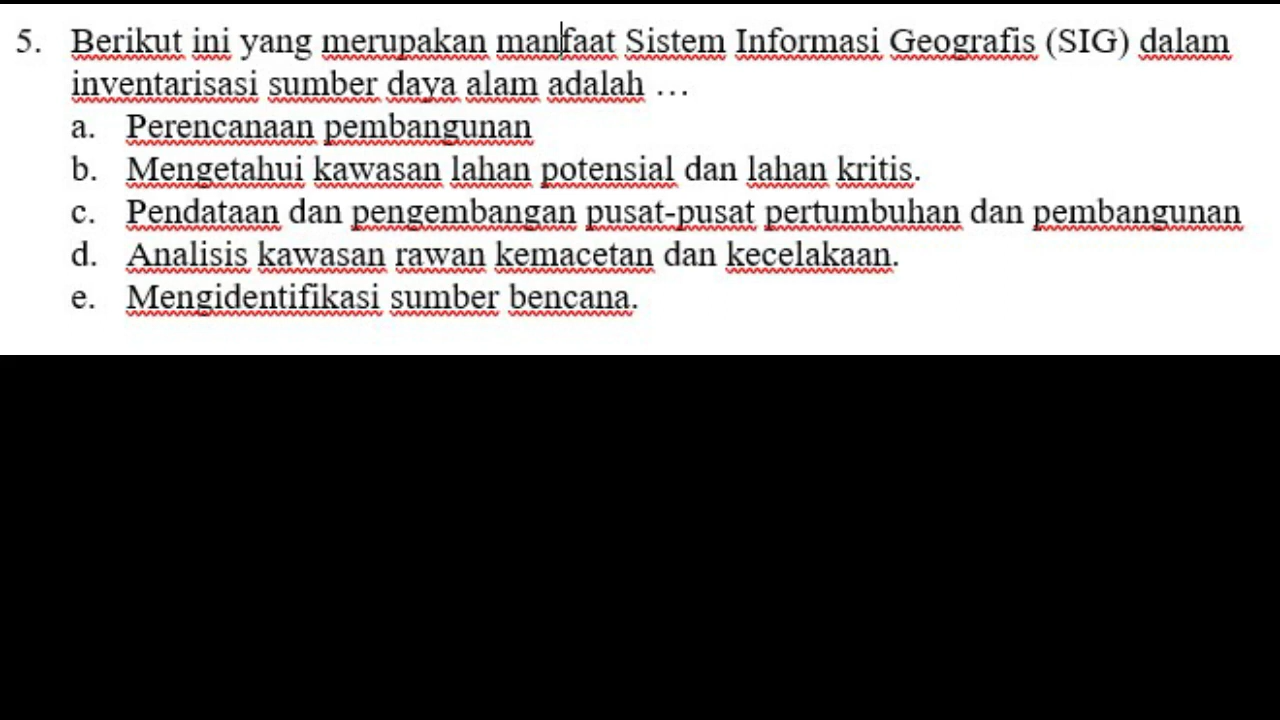 5. Berikut ini yang merupakan manfaat Sistem Informasi Geografis (SIG) dalam
inventarisasi sumber daya alam adalah …
a. Perencanaan pembangunan
b. Mengetahui kawasan lahan potensial dan lahan kritis.
c. Pendataan dan pengembangan pusat-pusat pertumbuhan dan pembangunan
d. Analisis kawasan rawan kemacetan dan kecelakaan.
e. Mengidentifikasi sumber bencana.